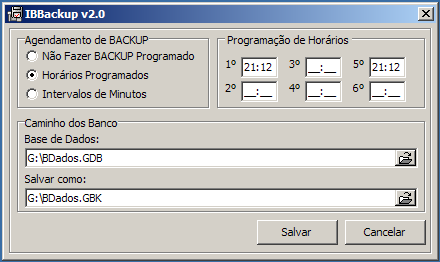 IBBackup v2.0
Agendamento de BACKUP
Não Fazer BACKUP Programado
Horários Programados
Intervalos de Minutos
Programação de Horários
1º 21:12 3º __:__ 5º 21:12
2º __:__ 4º __:__ 6º __:__
Caminho dos Banco
Base de Dados:
G:\BDados.GDB
Salvar como:
G:\BDados.GBK
Salvar Cancelar